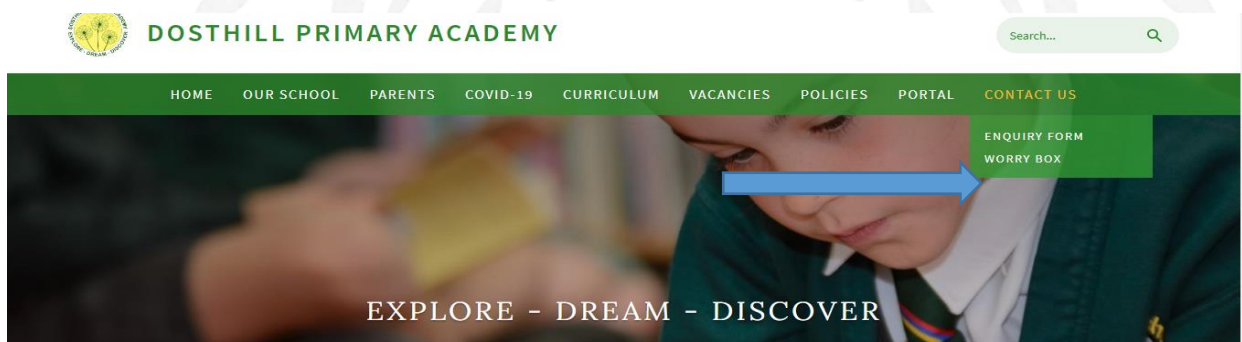 DOSTHILL PRIMARY ACADEMY
Search...
HOME OUR SCHOOL PARENTS COVID-19 CURRICULUM VACANCIES POLICIES PORTAL CONTACT US
ENQUIRY FORM
WORRY BOX
EXPLORE - DREAM - DISCOVER